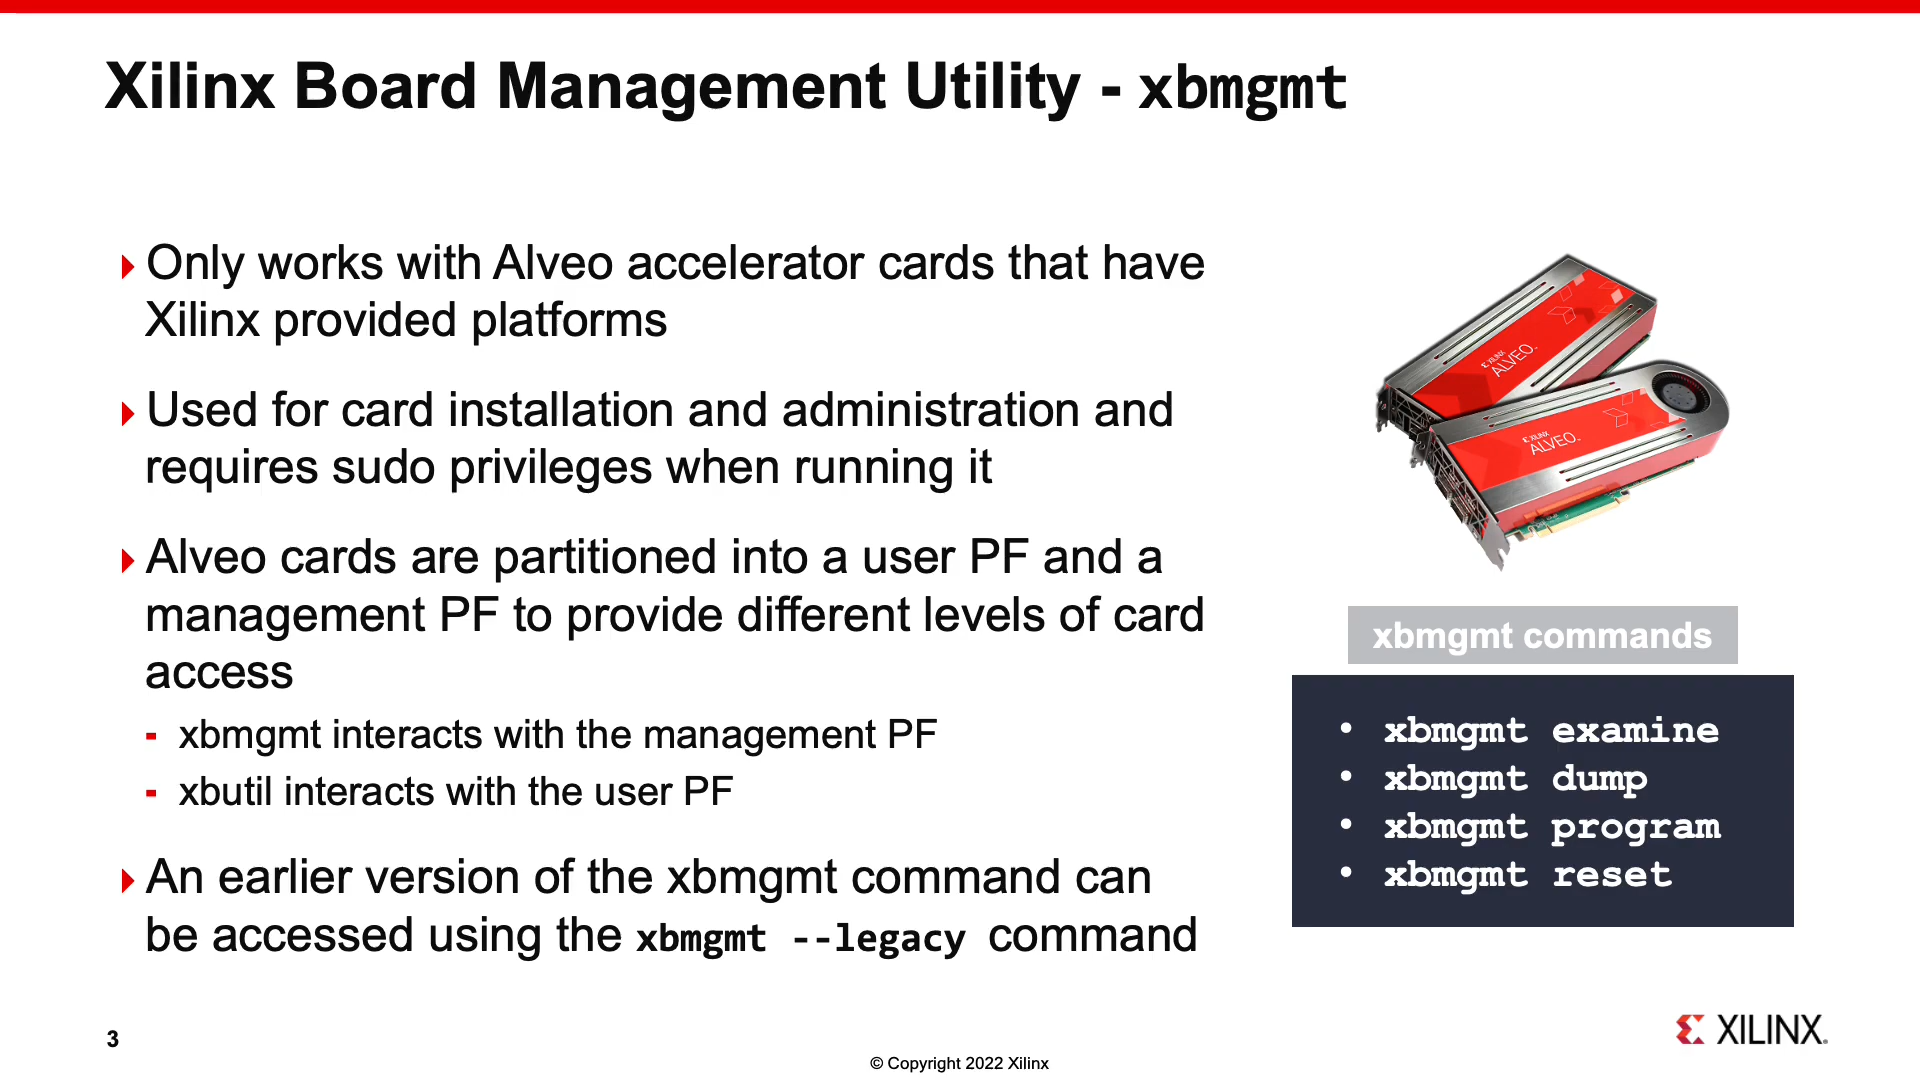 Xilinx Board Management Utility - xbmgmt
Only works with Alveo accelerator cards that have
Xilinx provided platforms
Used for card installation and administration and
requires sudo privileges when running it
Alveo cards are partitioned into a user PF and a
management PF to provide different levels of card
access
- xbmgmt interacts with the management PF
- xbutil interacts with the user PF
An earlier version of the xbmgmt command can
be accessed using the xbmgmt --legacy command
XILINX
ALVEO
XILINX
ALVEO
xbmgmt commands
• xbmgmt examine
• xbmgmt dump
• xbmgmt program
• xbmgmt reset
3
© Copyright 2022 Xilinx
XILINX